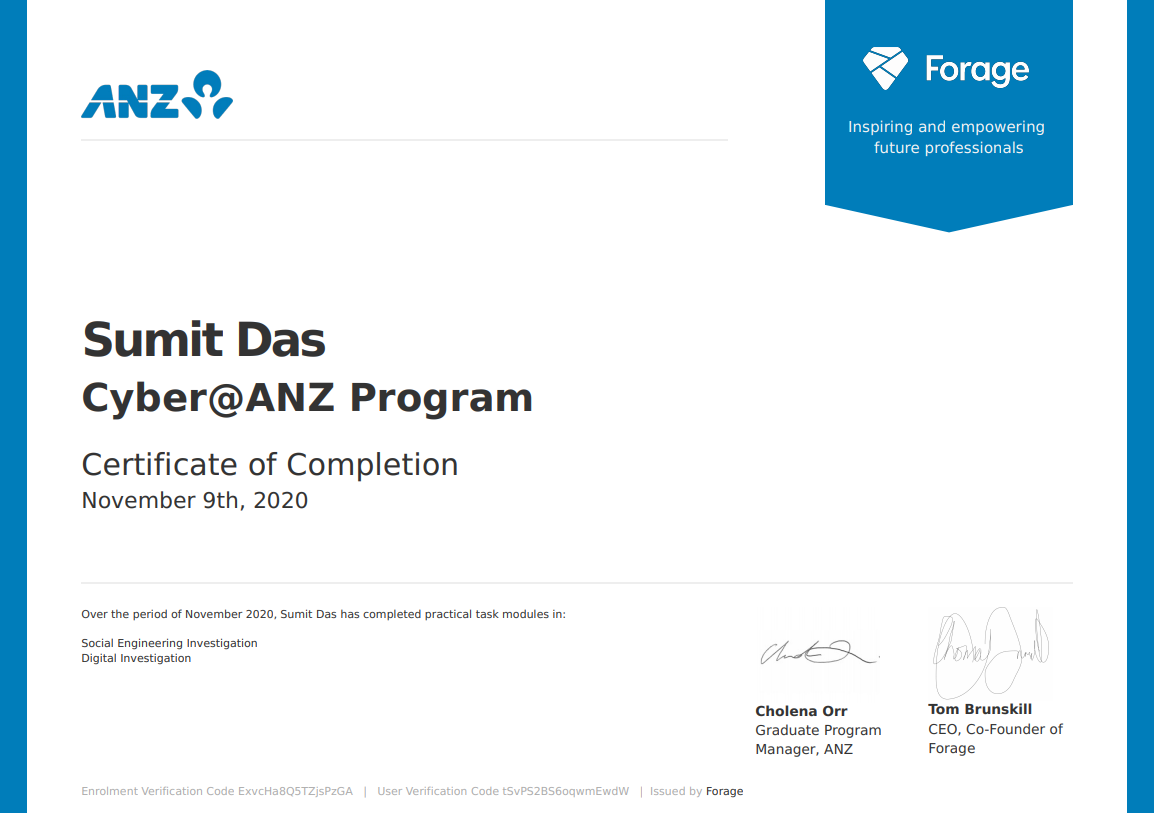 ANZ
Forage
Inspiring and empowering
future professionals
Sumit Das
Cyber@ANZ Program
Certificate of Completion
November 9th, 2020
Over the period of November 2020, Sumit Das has completed practical task modules in:
Social Engineering Investigation
Digital Investigation
Cholena Orr
Graduate Program
Manager, ANZ
Tom Brunskill
CEO, Co-Founder of
Forage
Enrolment Verification Code ExvcHa8Q5TZjsPzGA | User Verification Code tSvPS2BS6oqwmEwdW | Issued by Forage